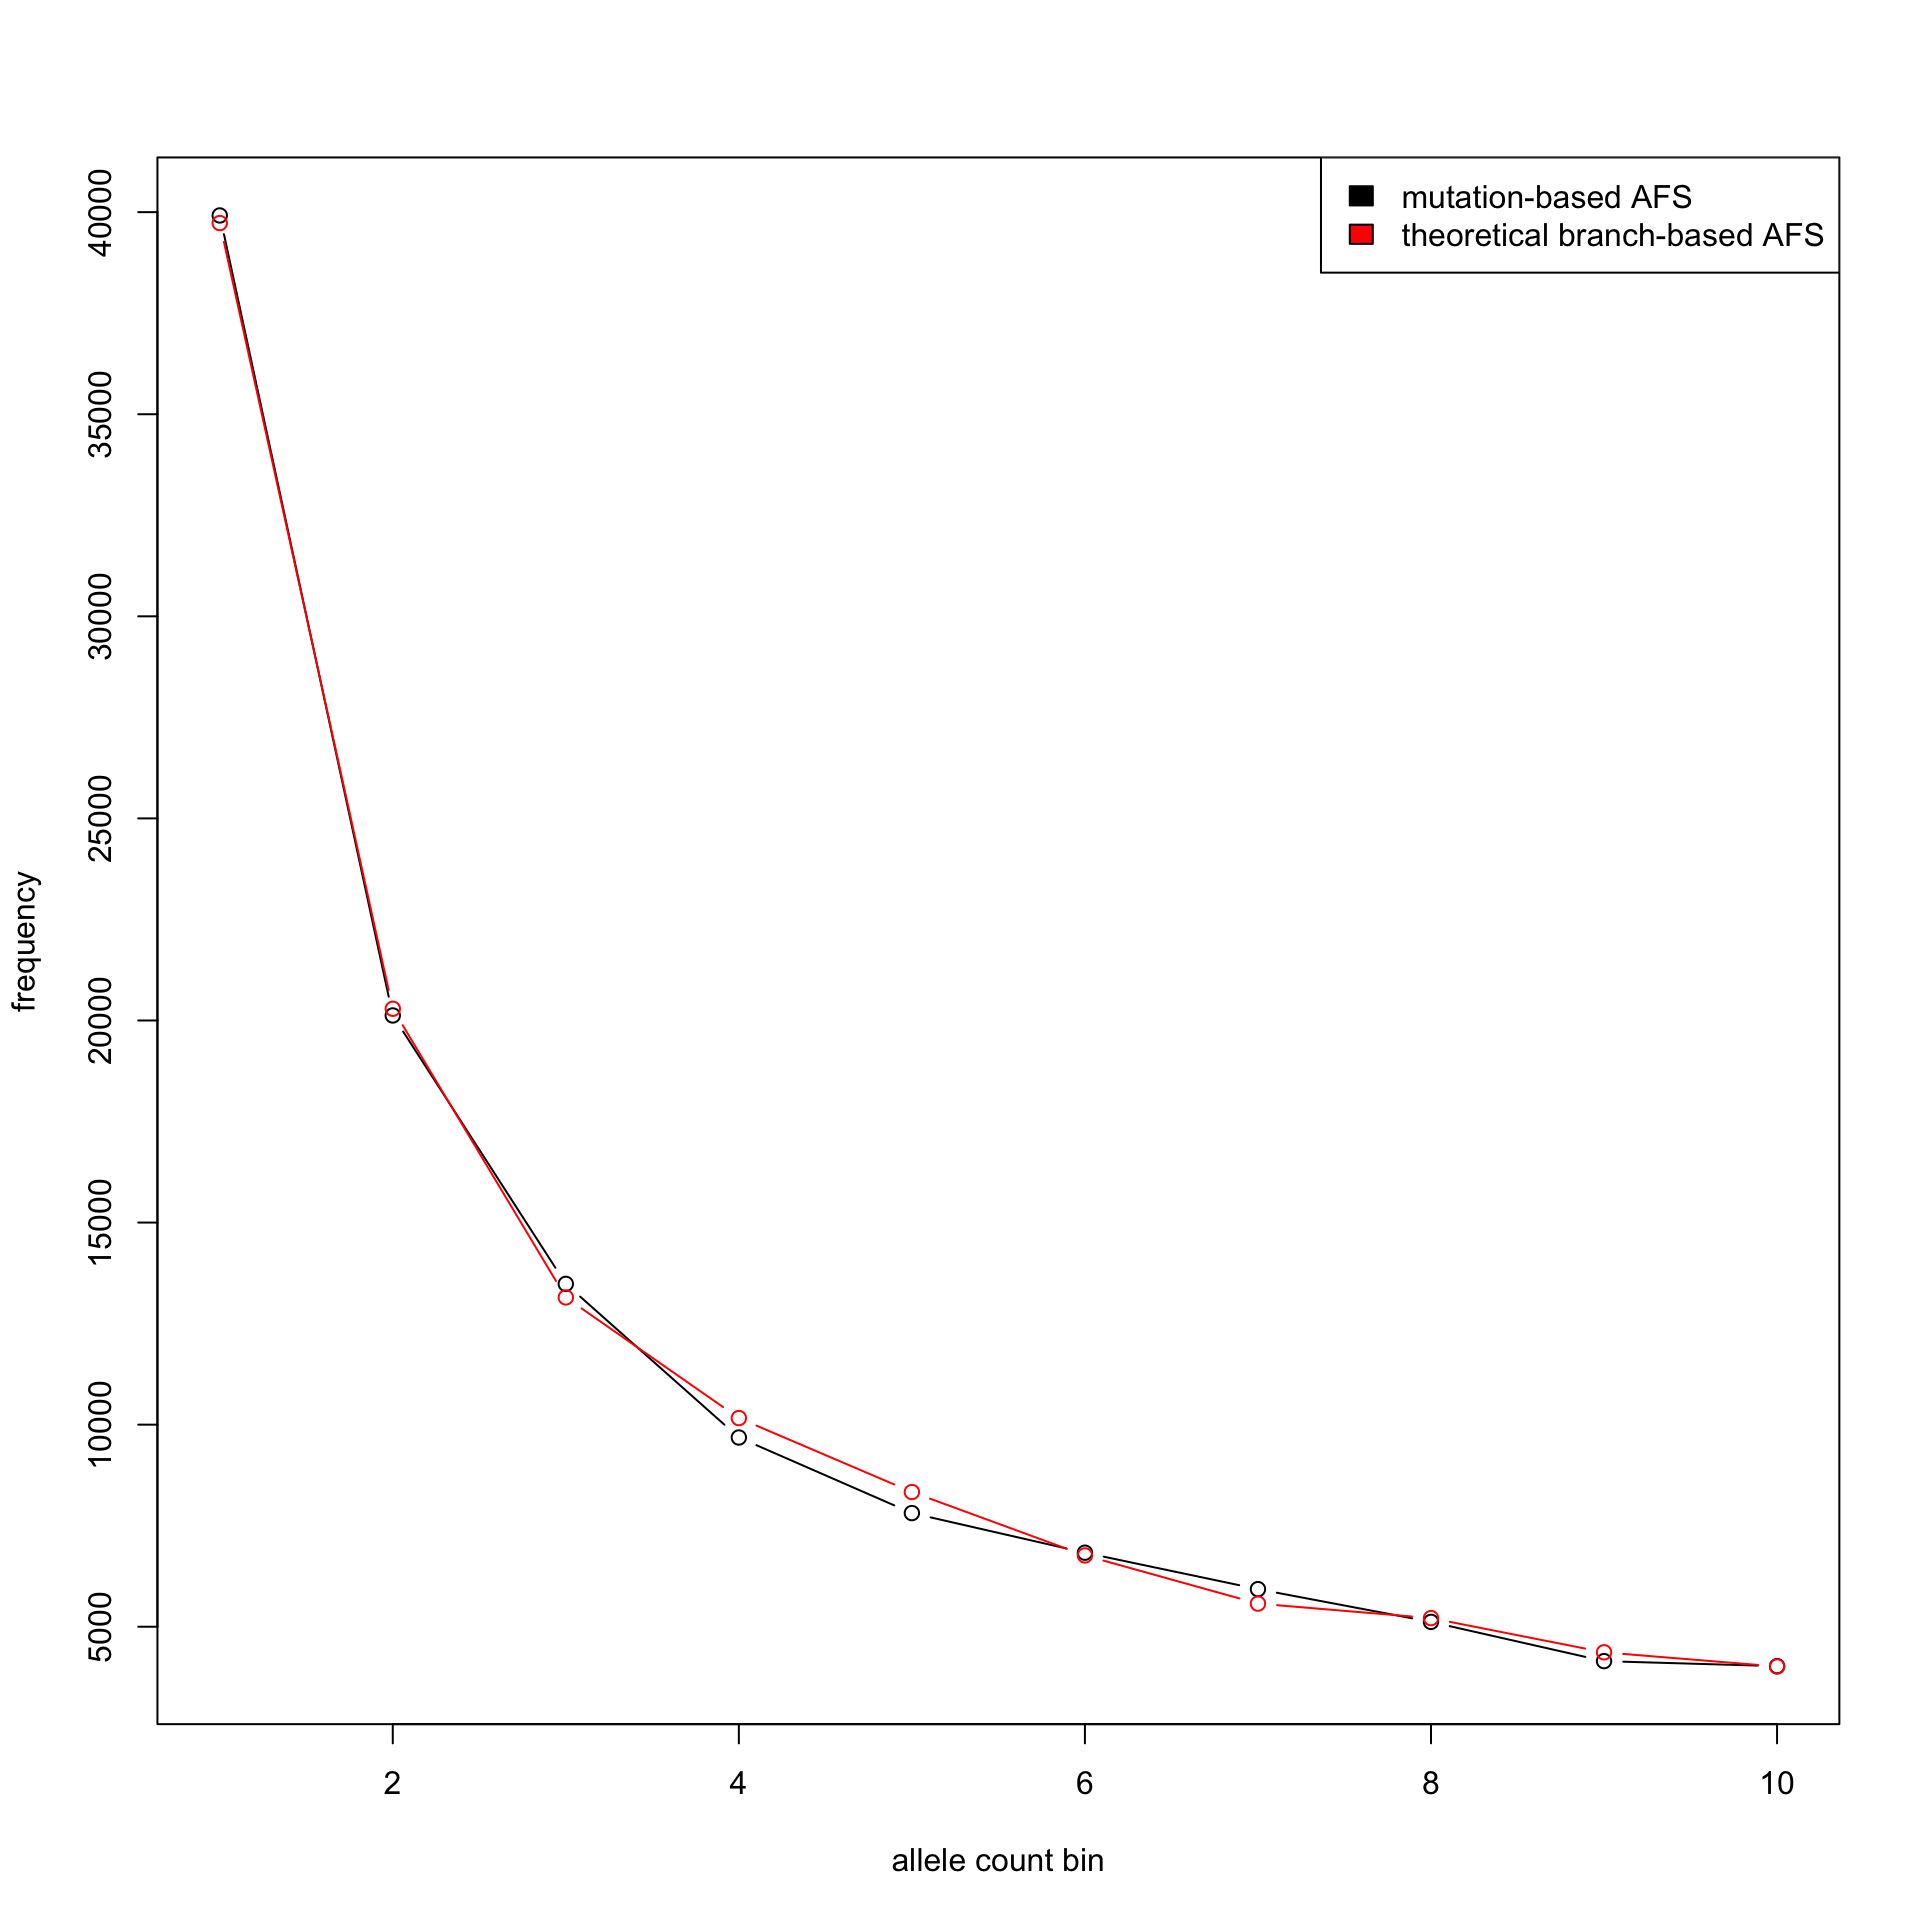 mutation-based AFS
theoretical branch-based AFS
40000
35000
30000
25000
20000
15000
10000
5000
frequency
2 4 6 8 10
allele count bin